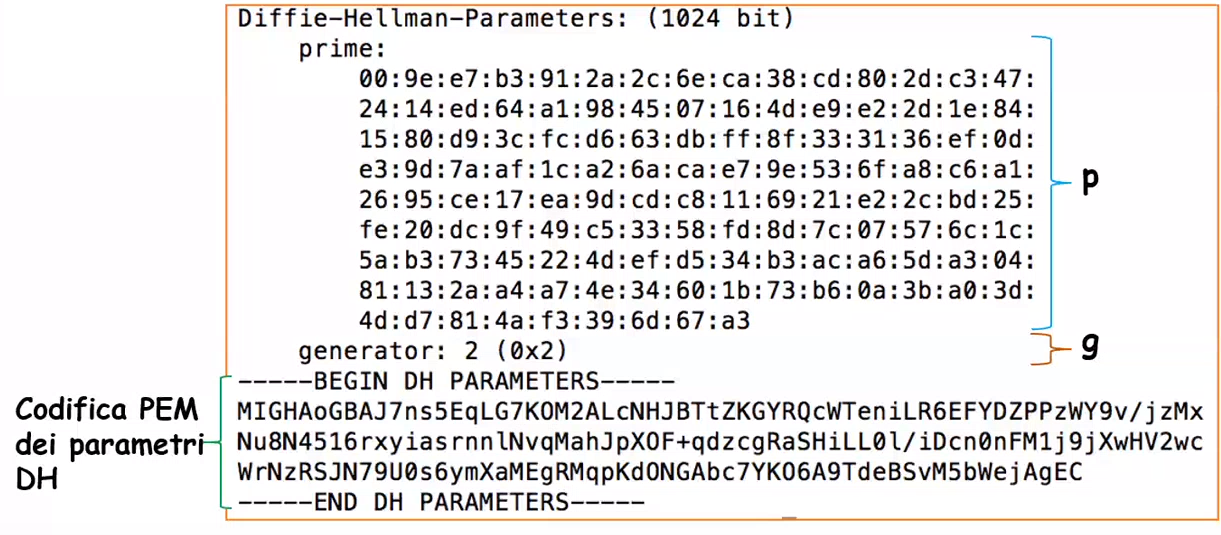 Diffie-Hellman-Parameters: (1024 bit)
prime:
00:9e:e7:b3:91:2a:2c:6e:ca:38:cd:80:2d:c3:47:
24:14:ed:64:a1:98:45:07:16:4d:e9:e2:2d:1e:84:
15:80:d9:3c:fc:d6:63:db:ff:8f:33:31:36:ef:0d:
e3:9d:7a:af:1c:a2:6a:ca:e7:9e:53:6f:a8:c6:a1:
26:95:ce:17:ea:9d:cd:c8:11:69:21:e2:2c:bd:25:
fe:20:dc:9f:49:c5:33:58:fd:8d:7c:07:57:6c:1c:
5a:b3:73:45:22:4d:ef:d5:34:b3:ac:a6:5d:a3:04:
81:13:2a:a4:a7:4e:34:60:1b:73:b6:0a:3b:a0:3d:
4d:d7:81:4a:f3:39:6d:67:a3
p
generator: 2 (0x2)
g
-----BEGIN DH PARAMETERS-----
MIGHAoGBAJ7ns5EqLG7KOM2ALcNHJBTtZKGYRQcWTeniLR6EFYDZPPzWY9v/jzMx
Nu8N4516rxyiasrnnlNvqMahJpXOF+qdzcgRaSHiLL0l/iDcn0nFM1j9jXwHV2wc
WrNzRSJN79U0s6ymXaMEgRMqpKdONGAbc7YKO6A9TdeBSvM5bWejAgEC
-----END DH PARAMETERS-----
Codifica PEM
dei parametri
DH